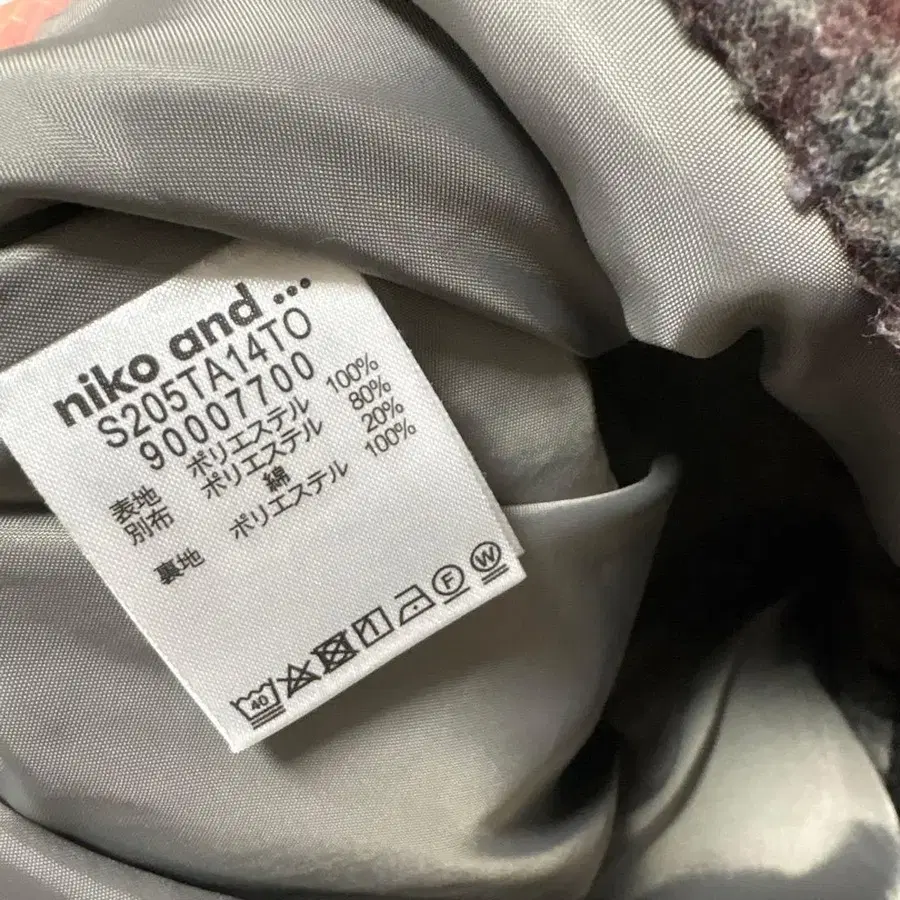 niko and ...
S205TA14TO
90007700
表地 ポリエステル 100%
別布 ポリエステル 80%
綿 20%
裏地 ポリエステル 100%
40 F W